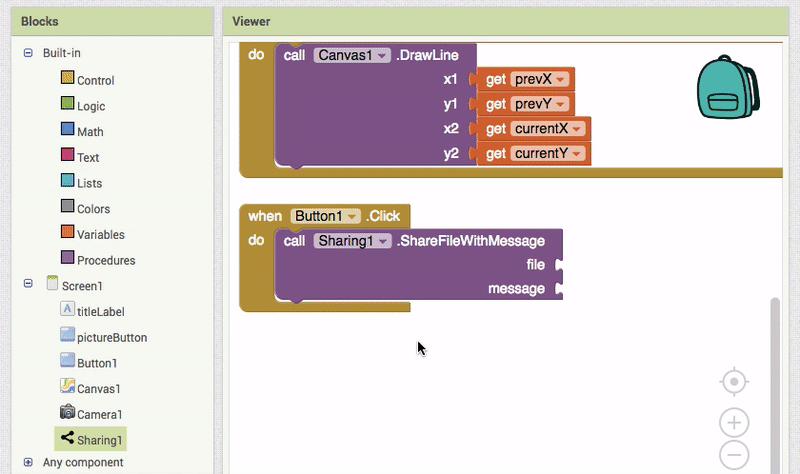 Blocks
Viewer
Built-in
Control
Logic
Math
Text
Lists
Colors
Variables
Procedures
Screen1
titleLabel
pictureButton
Button1
Canvas1
Camera1
Sharing1
Any component
do call Canvas1 .DrawLine
x1 get prevX
y1 get prevY
x2 get currentX
y2 get currentY
when Button1 .Click
do call Sharing1 .ShareFileWithMessage
file
message